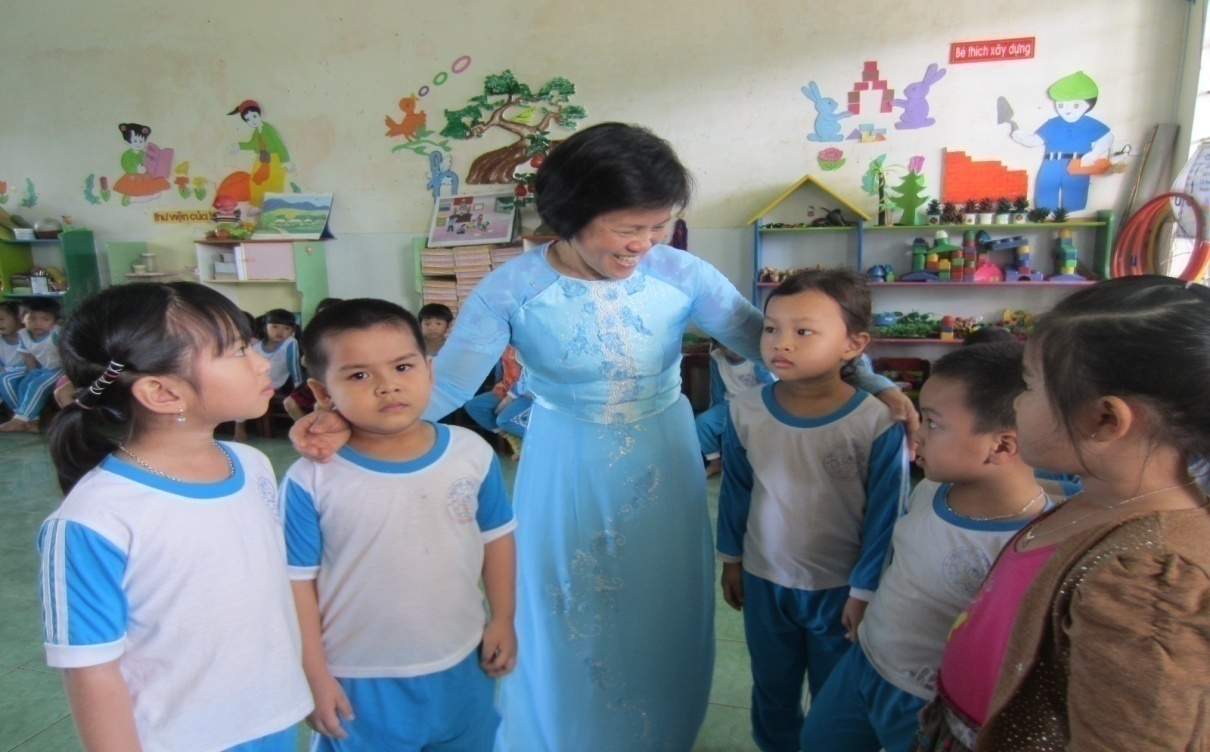 Bé thích xây dựng
thư viện của